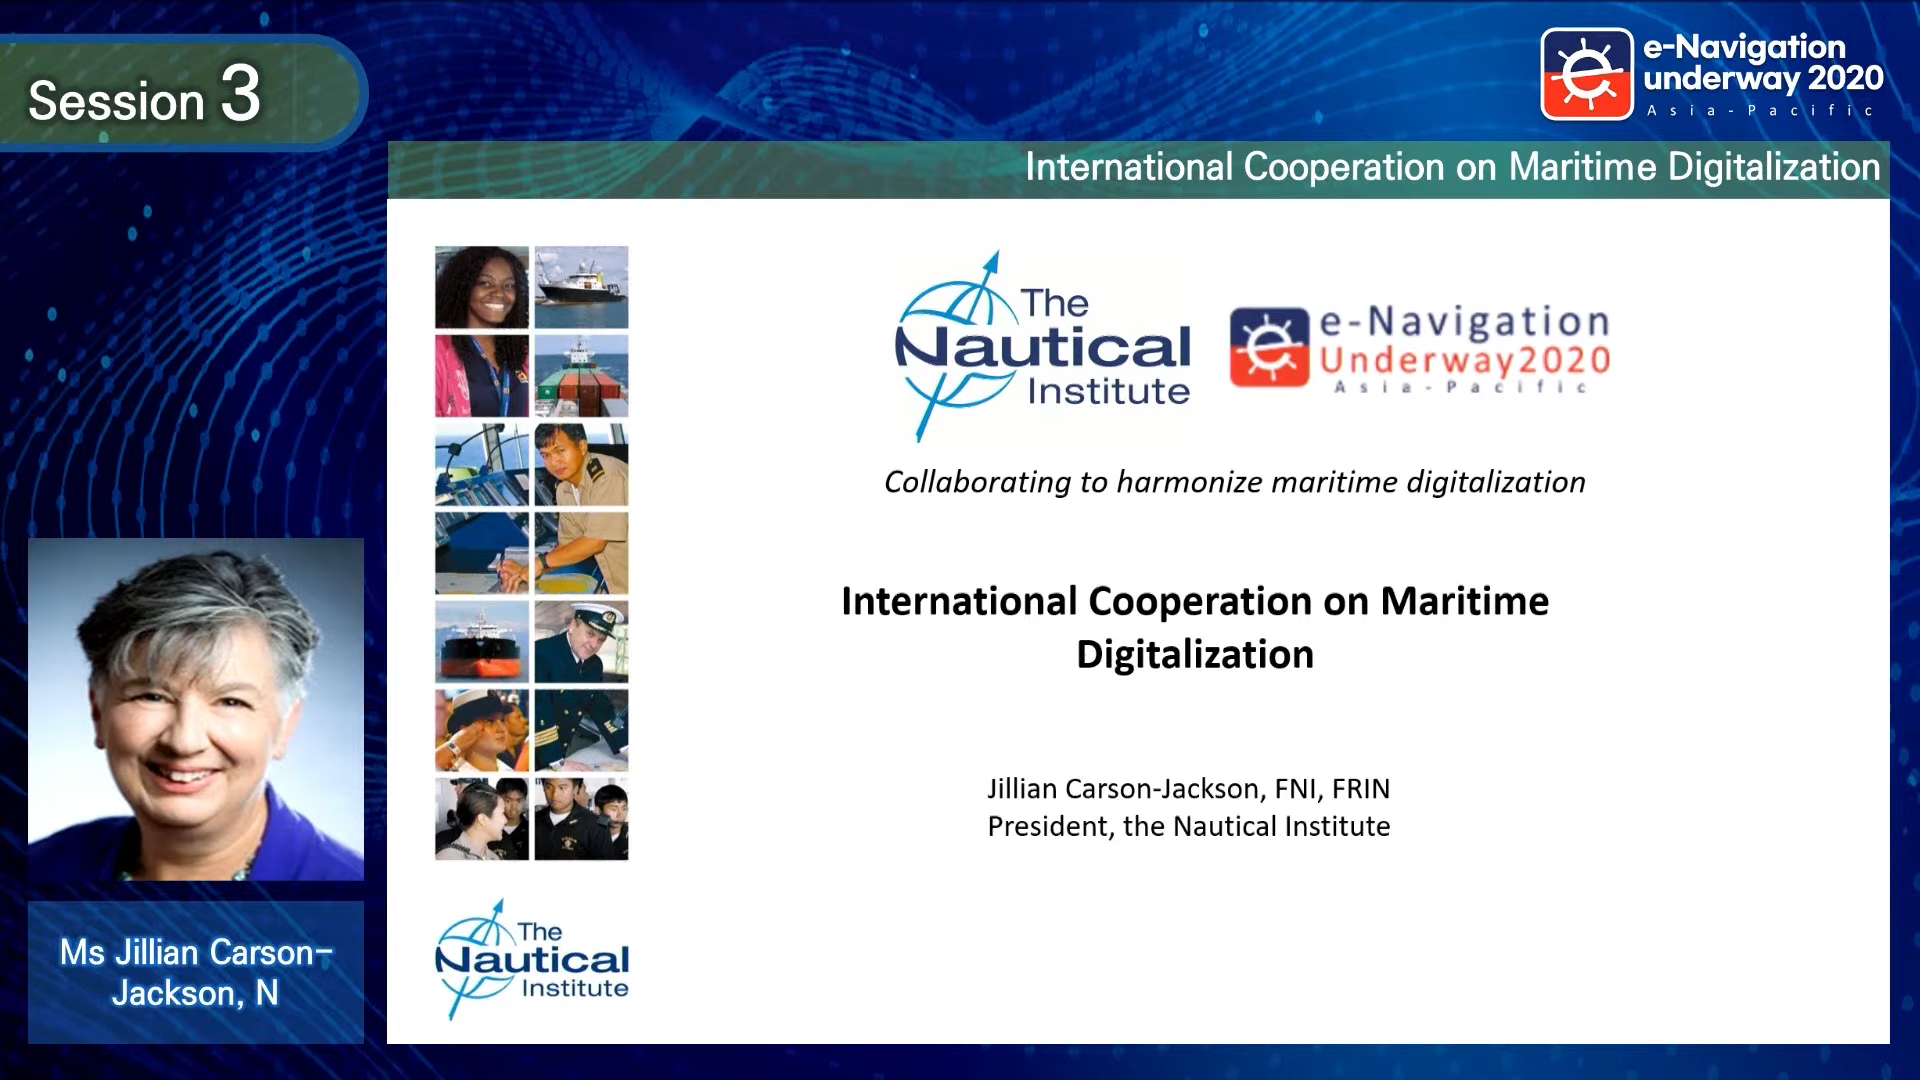 Session 3
e-Navigation
underway 2020
Asia-Pacific
International Cooperation on Maritime Digitalization
The
Nautical
Institute
e-Navigation
Underway2020
Asia-Pacific
Collaborating to harmonize maritime digitalization
International Cooperation on Maritime
Digitalization
Jillian Carson-Jackson, FNI, FRIN
President, the Nautical Institute
The
Nautical
Institute
Ms Jillian Carson-
Jackson, N